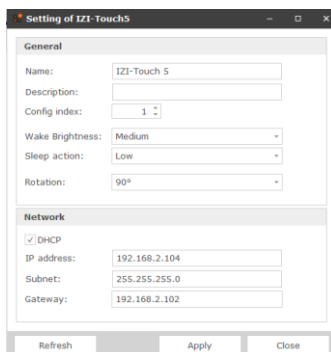 Setting of IZI-Touch5
General
Name: IZI-Touch 5
Description:
Config index: 1
Wake Brightness: Medium
Sleep action: Low
Rotation: 90°
Network
DHCP
IP address: 192.168.2.104
Subnet: 255.255.255.0
Gateway: 192.168.2.102
Refresh Apply Close